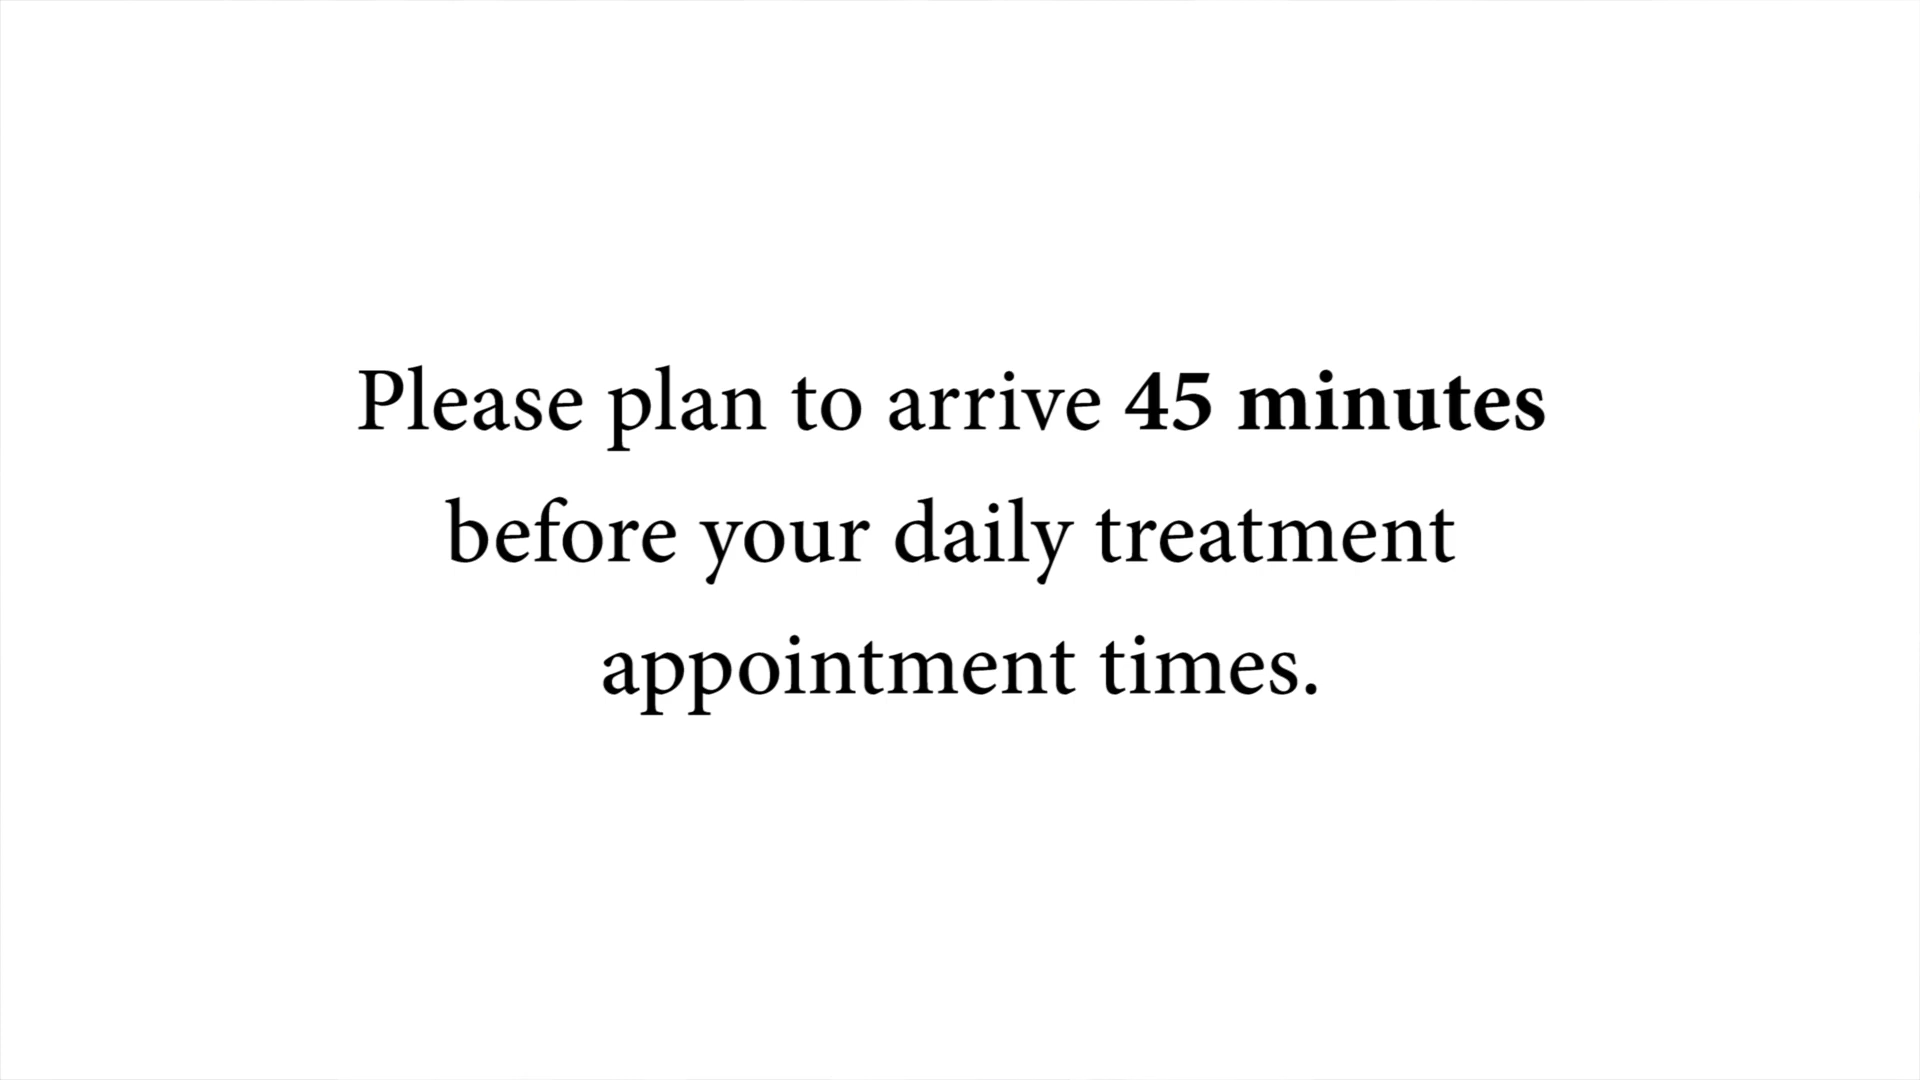 Please plan to arrive 45 minutes
before your daily treatment
appointment times.